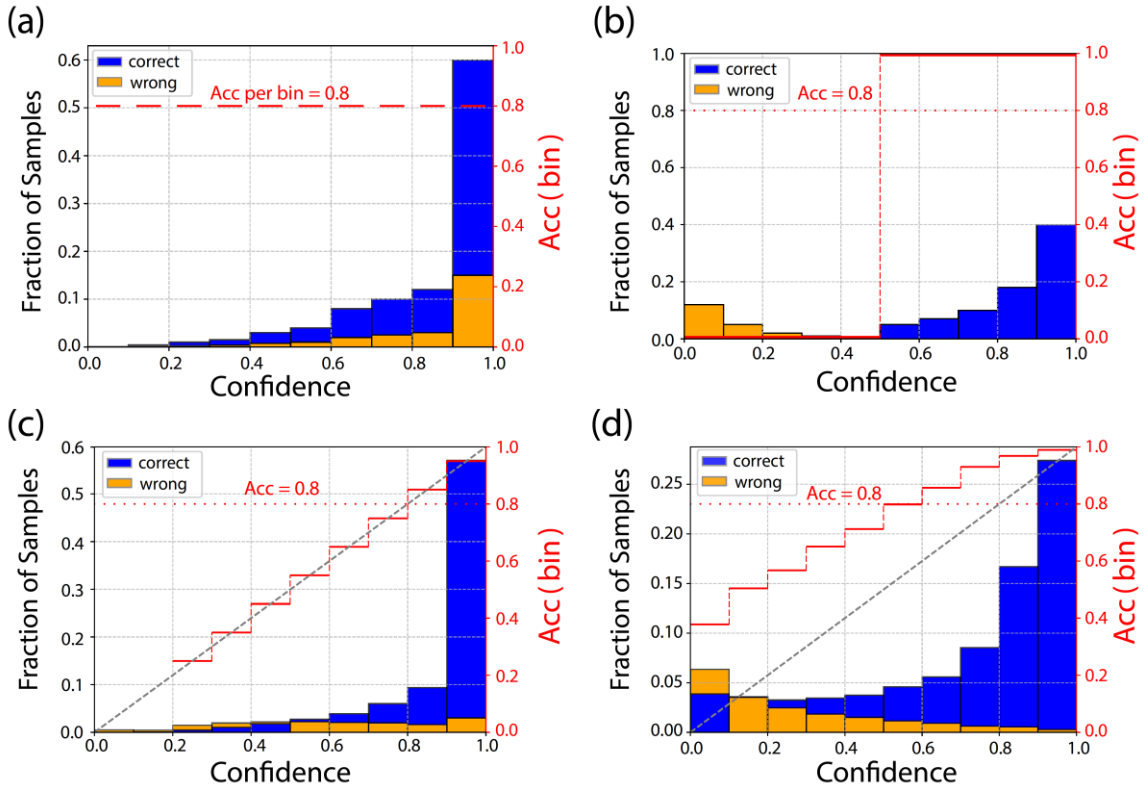 (a)
correct
wrong
Acc per bin = 0.8
Fraction of Samples
0.6
0.5
0.4
0.3
0.2
0.1
0.0
0.0 0.2 0.4 0.6 0.8 1.0
Confidence
1.0
0.8
0.6
0.4
0.2
0.0
Acc ( bin )
(b)
correct
wrong
Acc = 0.8
Fraction of Samples
1.0
0.8
0.6
0.4
0.2
0.0
0.0 0.2 0.4 0.6 0.8 1.0
Confidence
1.0
0.8
0.6
0.4
0.2
0.0
Acc ( bin )
(c)
correct
wrong
Acc = 0.8
Fraction of Samples
0.6
0.5
0.4
0.3
0.2
0.1
0.0
0.0 0.2 0.4 0.6 0.8 1.0
Confidence
1.0
0.8
0.6
0.4
0.2
0.0
Acc ( bin )
(d)
correct
wrong
Acc = 0.8
Fraction of Samples
0.25
0.20
0.15
0.10
0.05
0.00
0.0 0.2 0.4 0.6 0.8 1.0
Confidence
1.0
0.8
0.6
0.4
0.2
0.0
Acc ( bin )